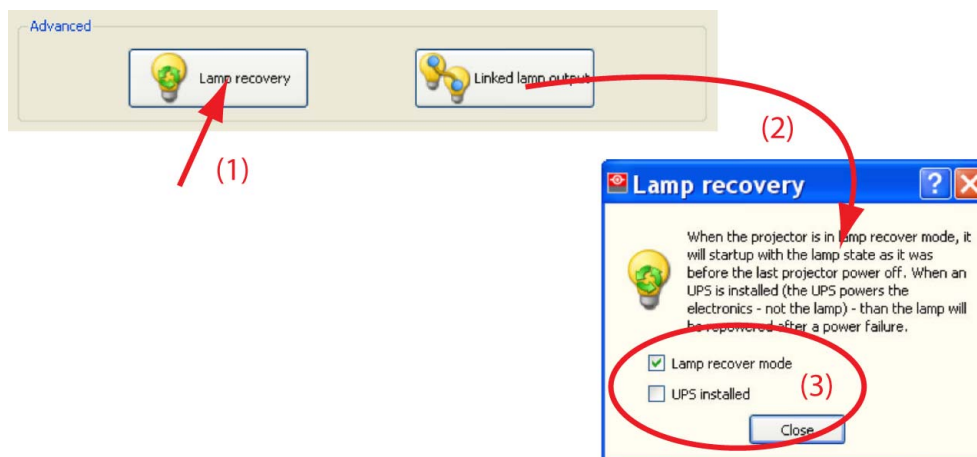 Advanced
Lamp recovery
Linked lamp output
(1)
(2)
Lamp recovery
?
When the projector is in lamp recover mode, it
will startup with the lamp state as it was
before the last projector power off. When an
UPS is installed (the UPS powers the
electronics - not the lamp) - than the lamp will
be repowered after a power failure.
Lamp recover mode
UPS installed
(3)
Close